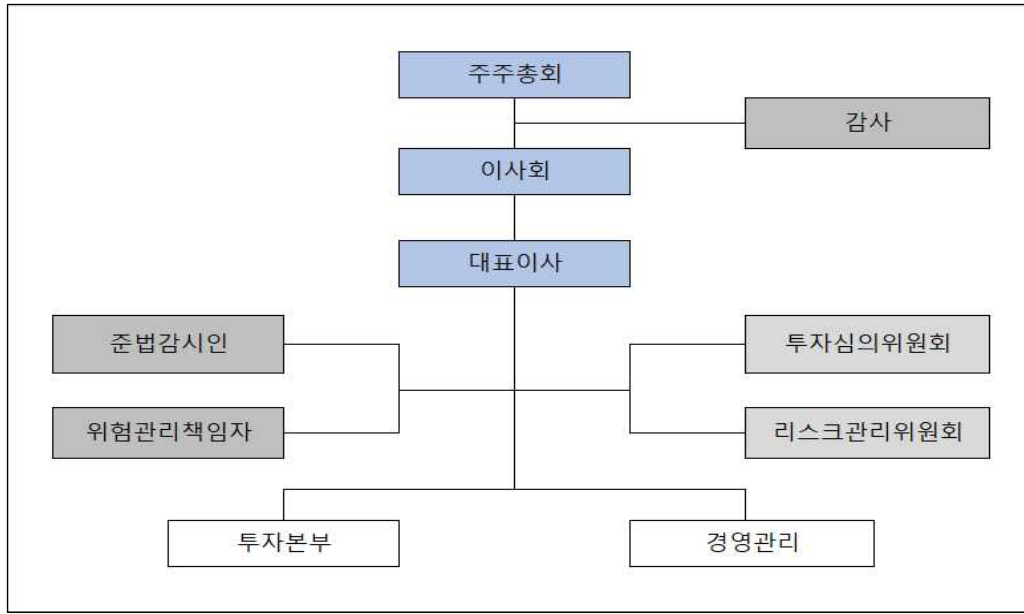 주주총회
감사
이사회
대표이사
준법감시인
투자심의위원회
위험관리책임자
리스크관리위원회
투자본부
경영관리